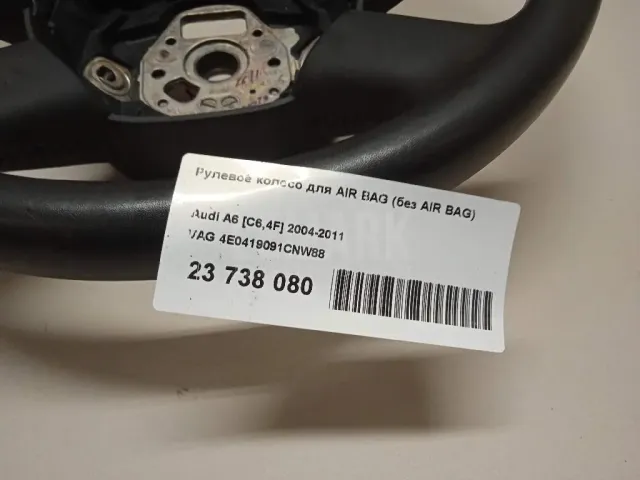 Рулевое колесо для AIR BAG (без AIR BAG)
Audi A6 [C6,4F] 2004-2011
VAG 4E0419091CNW88
23 738 080